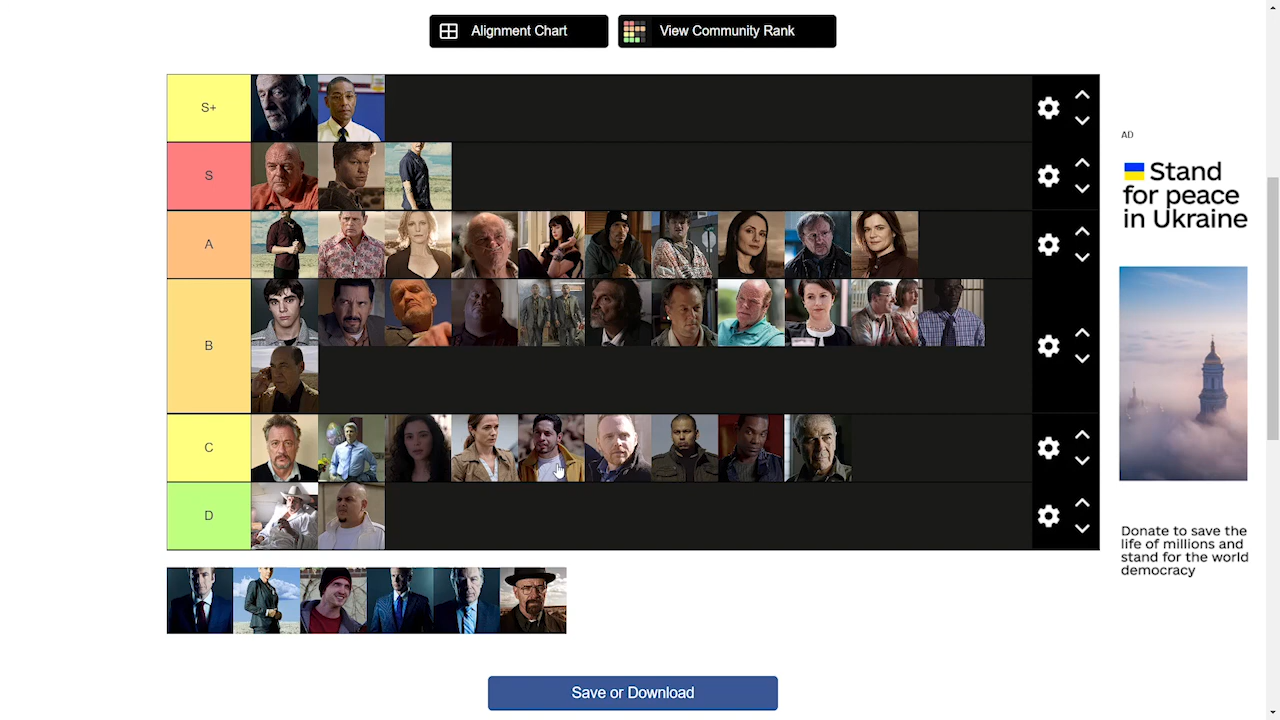 Alignment Chart
View Community Rank
S+
S
A
B
C
D
AD
Stand
for peace
in Ukraine
Donate to save the
life of millions and
stand for the world
democracy
Save or Download